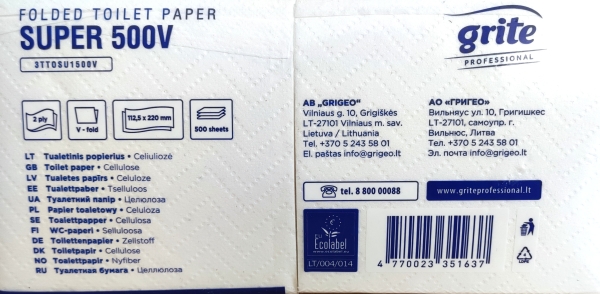 FOLDED TOILET PAPER
SUPER 500V
3TTOSU1500V
2 ply
V - fold
112,5 x 220 mm
500 sheets
LT Tualetinis popierius • Celiuliozė
GB Toilet paper • Cellulose
LV Tualetes papīrs • Celuloze
EE Tualettpaber • Tselluloos
UA Туалетний папір • Целюлоза
PL Papier toaletowy • Celuloza
SE Toalettpapper • Cellulosa
FI WC-paperi • Selluloosa
DE Toilettenpapier • Zellstoff
DK Toiletpapir • Cellulose
NO Toalettpapir • Nyfiber
RU Туалетная бумага • Целлюлоза
grite
PROFESSIONAL
AB „GRIGEO"
Vilniaus g. 10, Grigiškės
LT-27101 Vilniaus m. sav.
Lietuva / Lithuania
Tel. +370 5 243 58 01
El. paštas info@grigeo.lt
АО «ГРИГЕО»
Вильняус ул. 10, Григишкес
LT-27101, самоупр. г.
Вильнюс, Литва
Тел. +370 5 243 58 01
Эл. почта info@grigeo.lt
tel. 8 800 00088
www.griteprofessional.lt
EU
Ecolabel
LT/004/014
4 770023 351637
LDPE